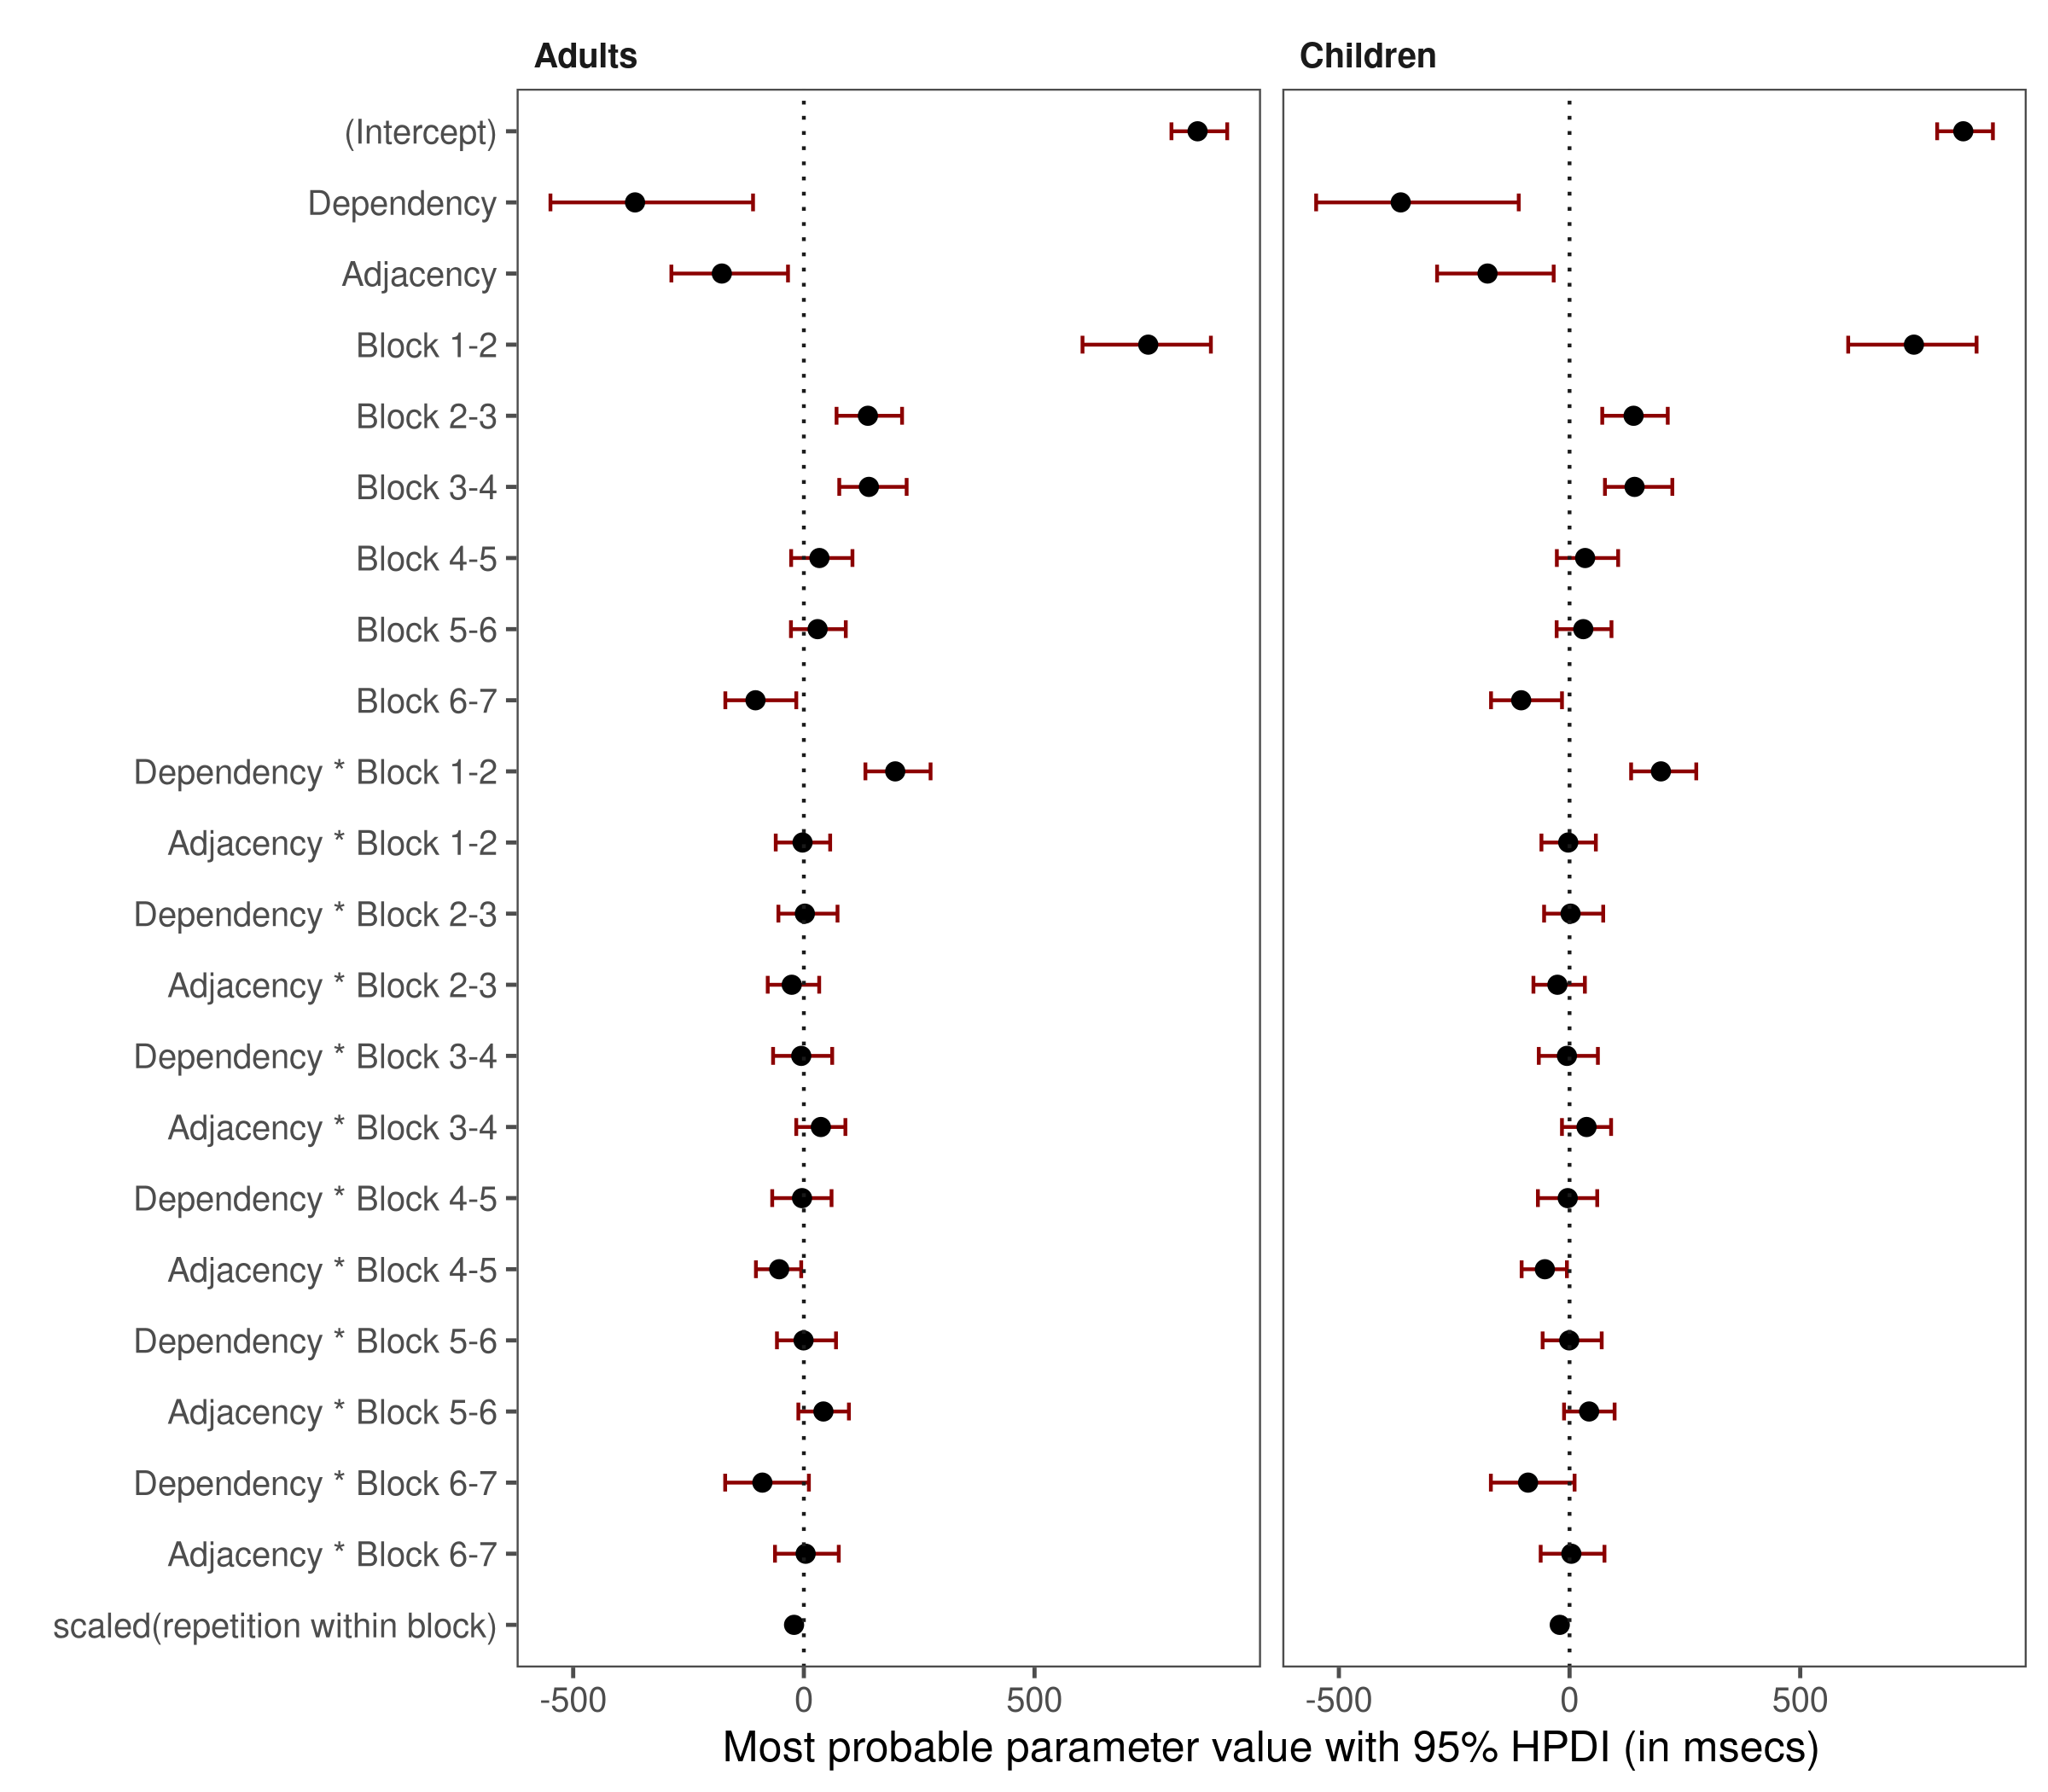 Adults Children
(Intercept)
Dependency
Adjacency
Block 1-2
Block 2-3
Block 3-4
Block 4-5
Block 5-6
Block 6-7
Dependency * Block 1-2
Adjacency * Block 1-2
Dependency * Block 2-3
Adjacency * Block 2-3
Dependency * Block 3-4
Adjacency * Block 3-4
Dependency * Block 4-5
Adjacency * Block 4-5
Dependency * Block 5-6
Adjacency * Block 5-6
Dependency * Block 6-7
Adjacency * Block 6-7
scaled(repetition within block)
-500 0 500 -500 0 500
Most probable parameter value with 95% HPDI (in msecs)